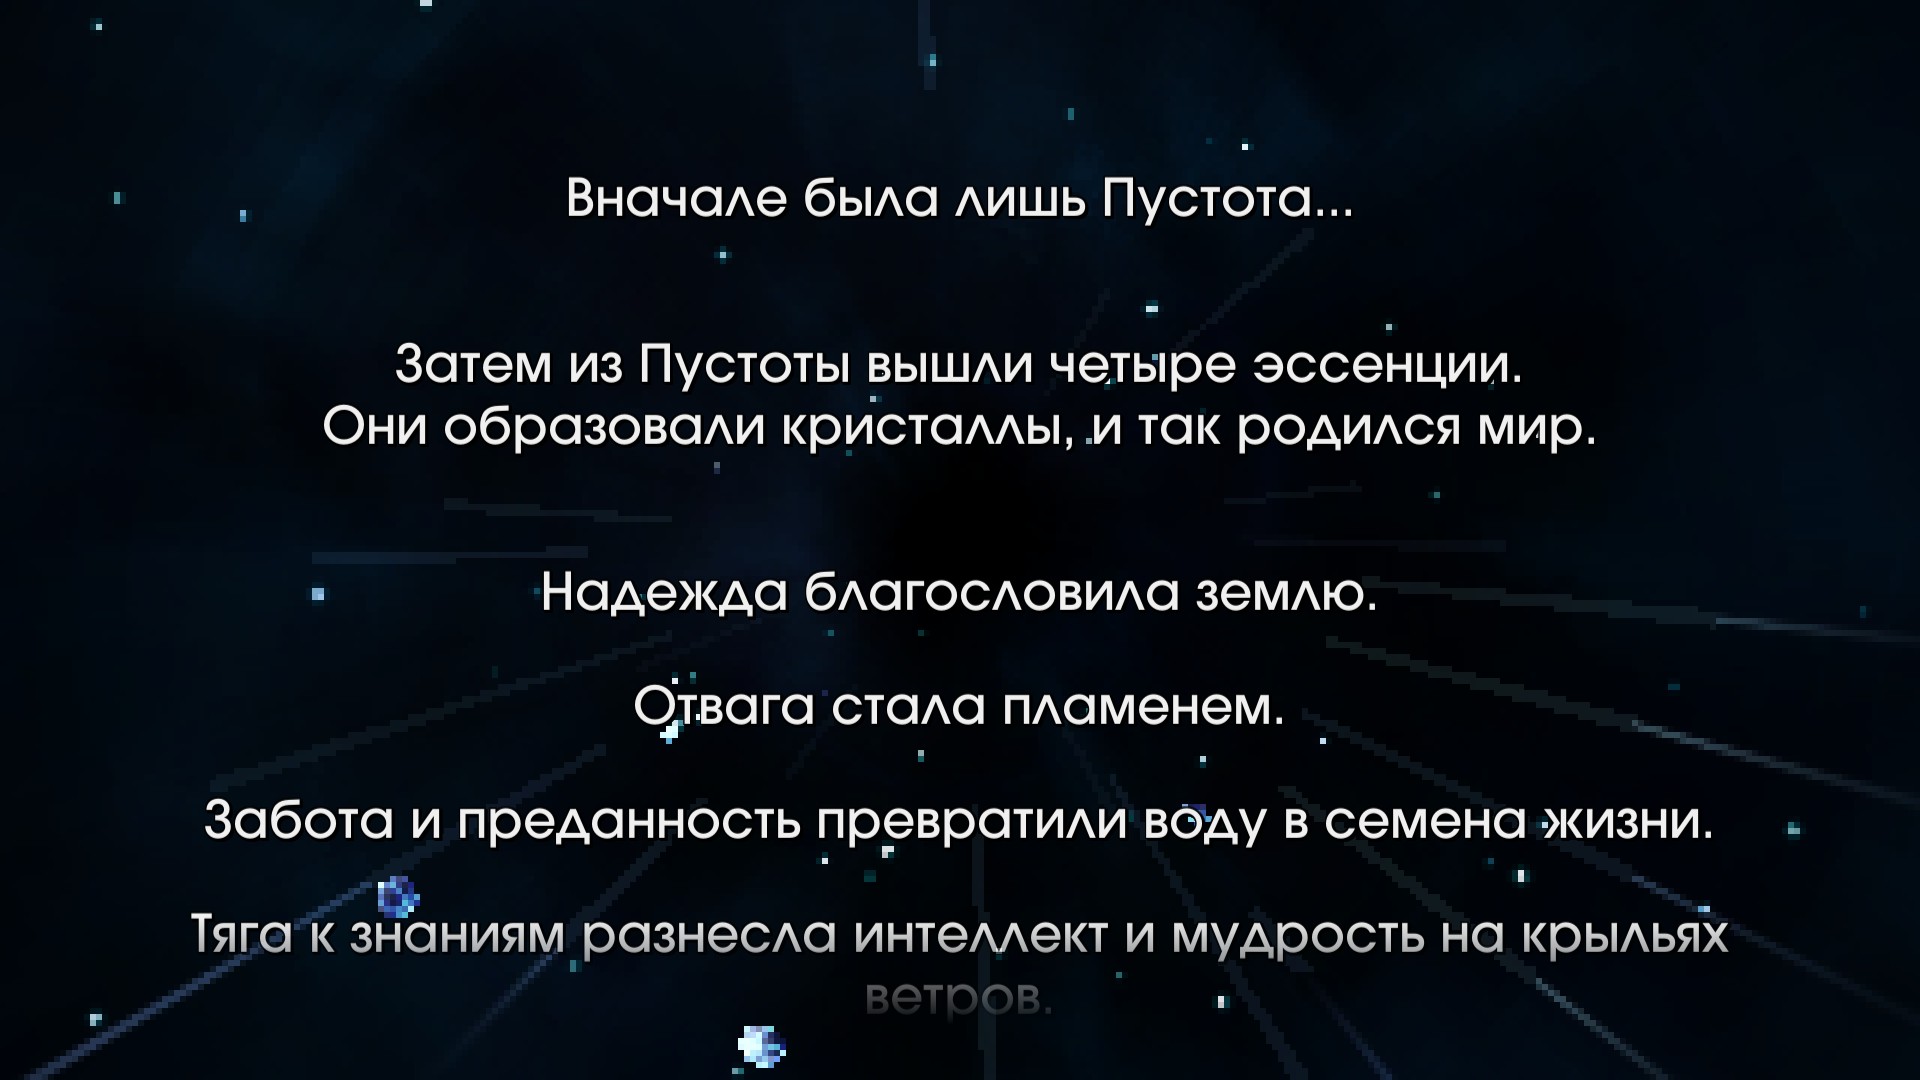 Вначале была лишь Пустота...
Затем из Пустоты вышли четыре эссенции.
Они образовали кристаллы, и так родился мир.
Надежда благословила землю.
Отвага стала пламенем.
Забота и преданность превратили воду в семена жизни.
Тяга к знаниям разнесла интеллект и мудрость на крыльях
ветров.